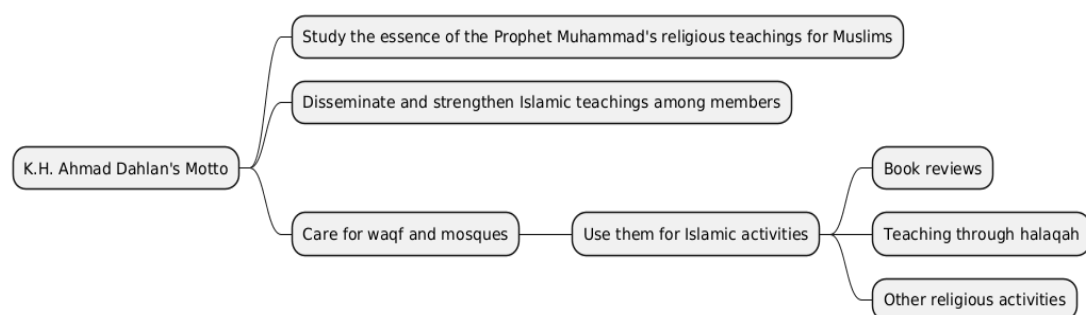 Study the essence of the Prophet Muhammad's religious teachings for Muslims
Disseminate and strengthen Islamic teachings among members
K.H. Ahmad Dahlan's Motto
Care for waqf and mosques
Use them for Islamic activities
Book reviews
Teaching through halaqah
Other religious activities